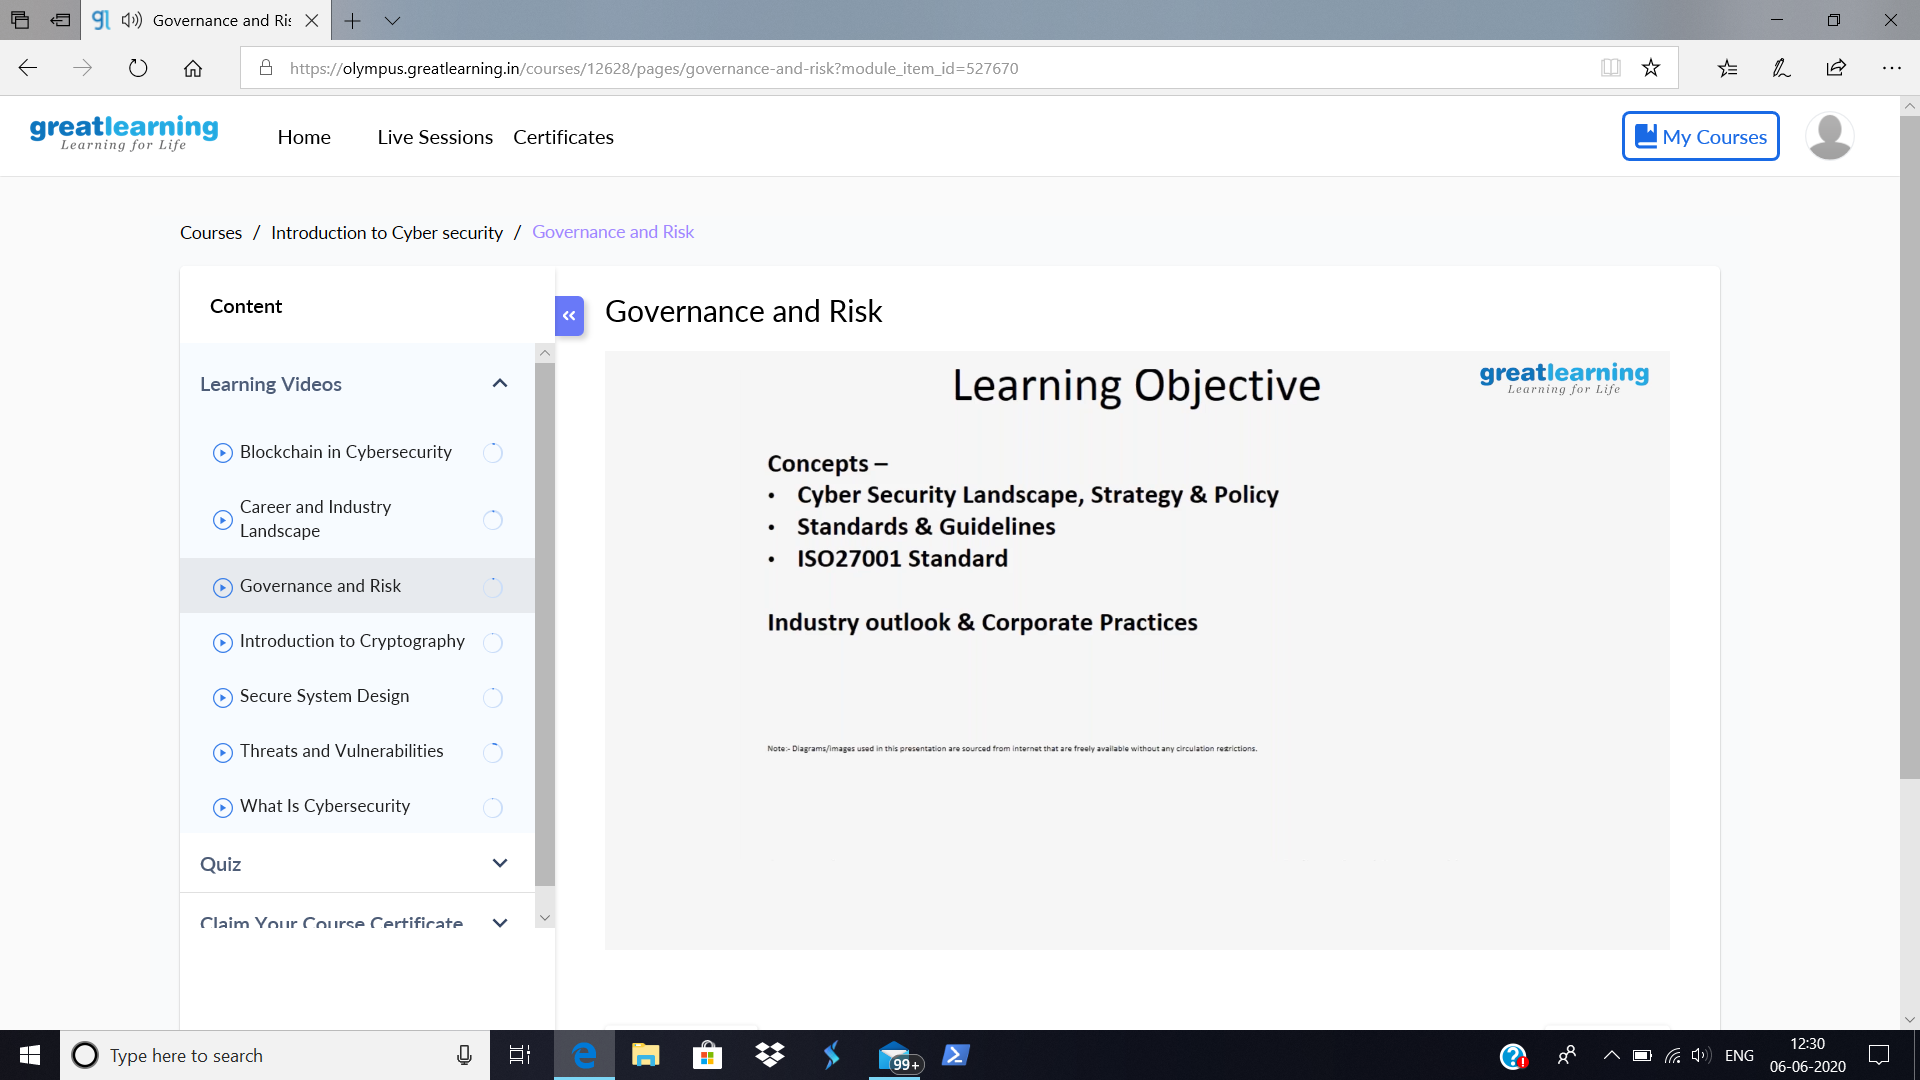 Governance and Ris
https://olympus.greatlearning.in/courses/12628/pages/governance-and-risk?module_item_id=527670
greatlearning
Learning for Life
Home
Live Sessions
Certificates
My Courses
Courses / Introduction to Cyber security / Governance and Risk
Content
Learning Videos
Blockchain in Cybersecurity
Career and Industry
Landscape
Governance and Risk
Introduction to Cryptography
Secure System Design
Threats and Vulnerabilities
What Is Cybersecurity
Quiz
Claim Your Course Certificate
«
Governance and Risk
Learning Objective
greatlearning
Learning for Life
Concepts –
• Cyber Security Landscape, Strategy & Policy
• Standards & Guidelines
• ISO27001 Standard
Industry outlook & Corporate Practices
Note:- Diagrams/Images used in this presentation are sourced from internet that are freely available without any circulation restrictions.
Type here to search
99+
ENG
12:30
06-06-2020